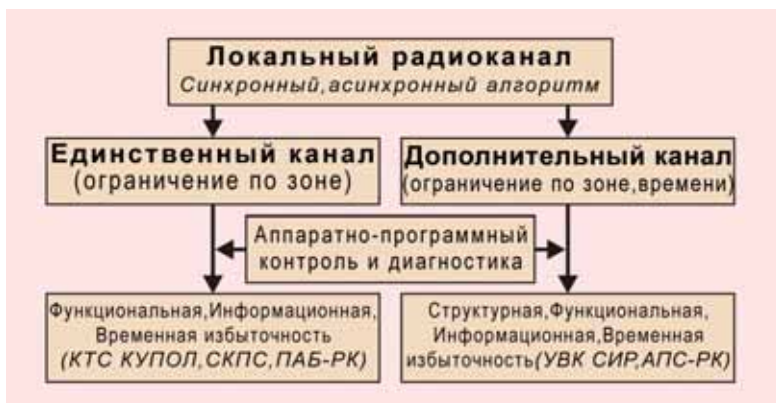 Локальный радиоканал
Синхронный,асинхронный алгоритм
Единственный канал
(ограничение по зоне)
Дополнительный канал
(ограничение по зоне,времени)
Аппаратно-программный
контроль и диагностика
Функциональная,Информационная,
Временная избыточность
(КТС КУПОЛ,СКПС,ПАБ-РК)
Структурная,Функциональная,
Информационная,Временная
избыточность(УВК СИР,АПС-РК)